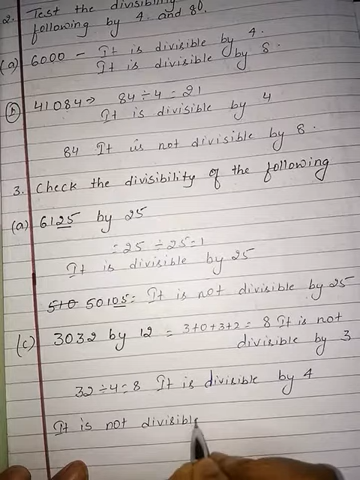 2. Test the divisibility
following by 4 and 8.
(a) 6000 - It is divisible by 4.
It is divisible by 8.
(b) 41084 → 84 ÷ 4 = 21
It is divisible by 4
84 It is not divisible by 8.
3. Check the divisibility of the following
(a) 6125 by 25
= 25 ÷ 25 = 1
It is divisible by 25
510 50105 = It is not divisible by 25
(c) 3032 by 12 = 3+0+3+2 = 8 It is not
divisible by 3
32 ÷ 4 = 8 It is divisible by 4
It is not divisible